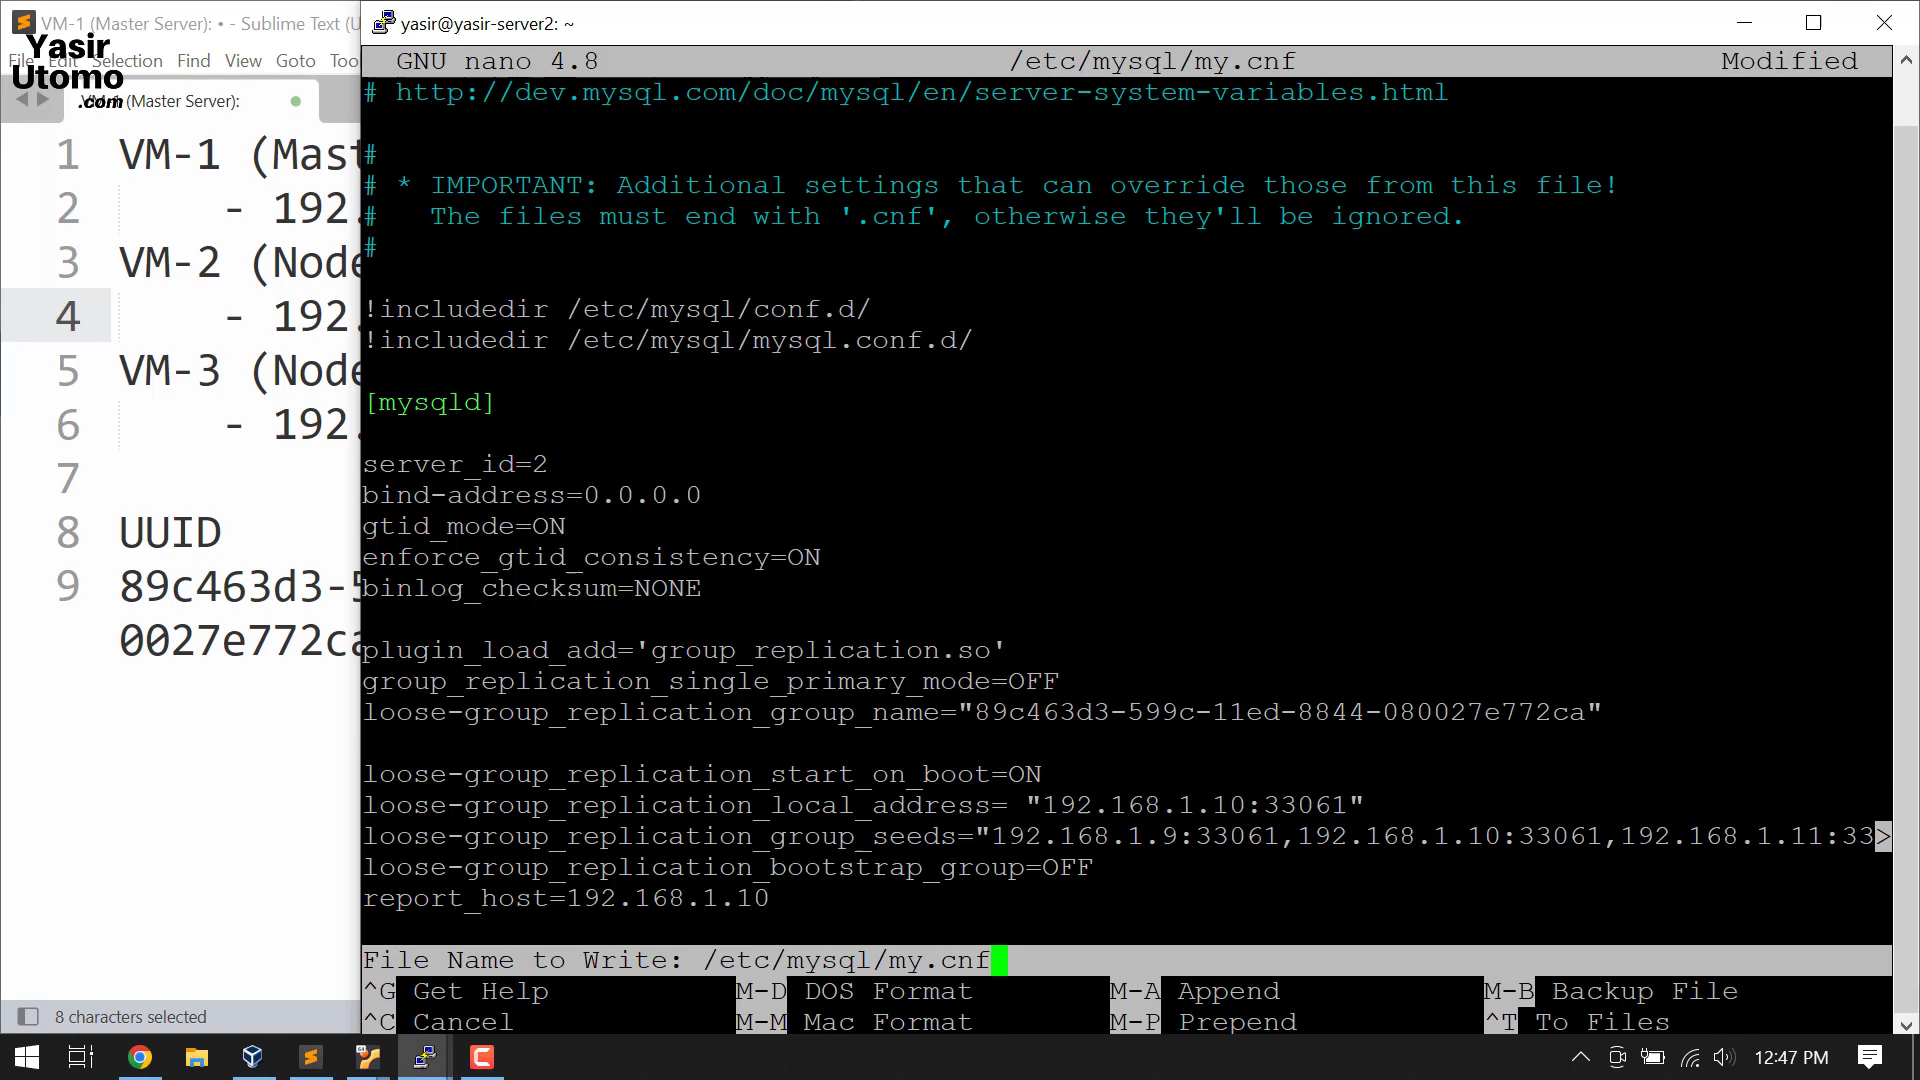 VM-1 (Master Server): • - Sublime Text (U
File Edit Selection Find View Goto Too
Yasir
Utomo
.com
(Master Server):
1 VM-1 (Mast
2 - 192.
3 VM-2 (Node
4 - 192.
5 VM-3 (Node
6 - 192.
7
8 UUID
9 89c463d3-5
0027e772ca
8 characters selected
yasir@yasir-server2: ~
GNU nano 4.8 /etc/mysql/my.cnf Modified
# http://dev.mysql.com/doc/mysql/en/server-system-variables.html
#
# * IMPORTANT: Additional settings that can override those from this file!
# The files must end with '.cnf', otherwise they'll be ignored.
#
!includedir /etc/mysql/conf.d/
!includedir /etc/mysql/mysql.conf.d/
[mysqld]
server_id=2
bind-address=0.0.0.0
gtid_mode=ON
enforce_gtid_consistency=ON
binlog_checksum=NONE
plugin_load_add='group_replication.so'
group_replication_single_primary_mode=OFF
loose-group_replication_group_name="89c463d3-599c-11ed-8844-080027e772ca"
loose-group_replication_start_on_boot=ON
loose-group_replication_local_address= "192.168.1.10:33061"
loose-group_replication_group_seeds="192.168.1.9:33061,192.168.1.10:33061,192.168.1.11:33>
loose-group_replication_bootstrap_group=OFF
report_host=192.168.1.10
File Name to Write: /etc/mysql/my.cnf
^G Get Help M-D DOS Format M-A Append M-B Backup File
^C Cancel M-M Mac Format M-P Prepend ^T To Files
12:47 PM